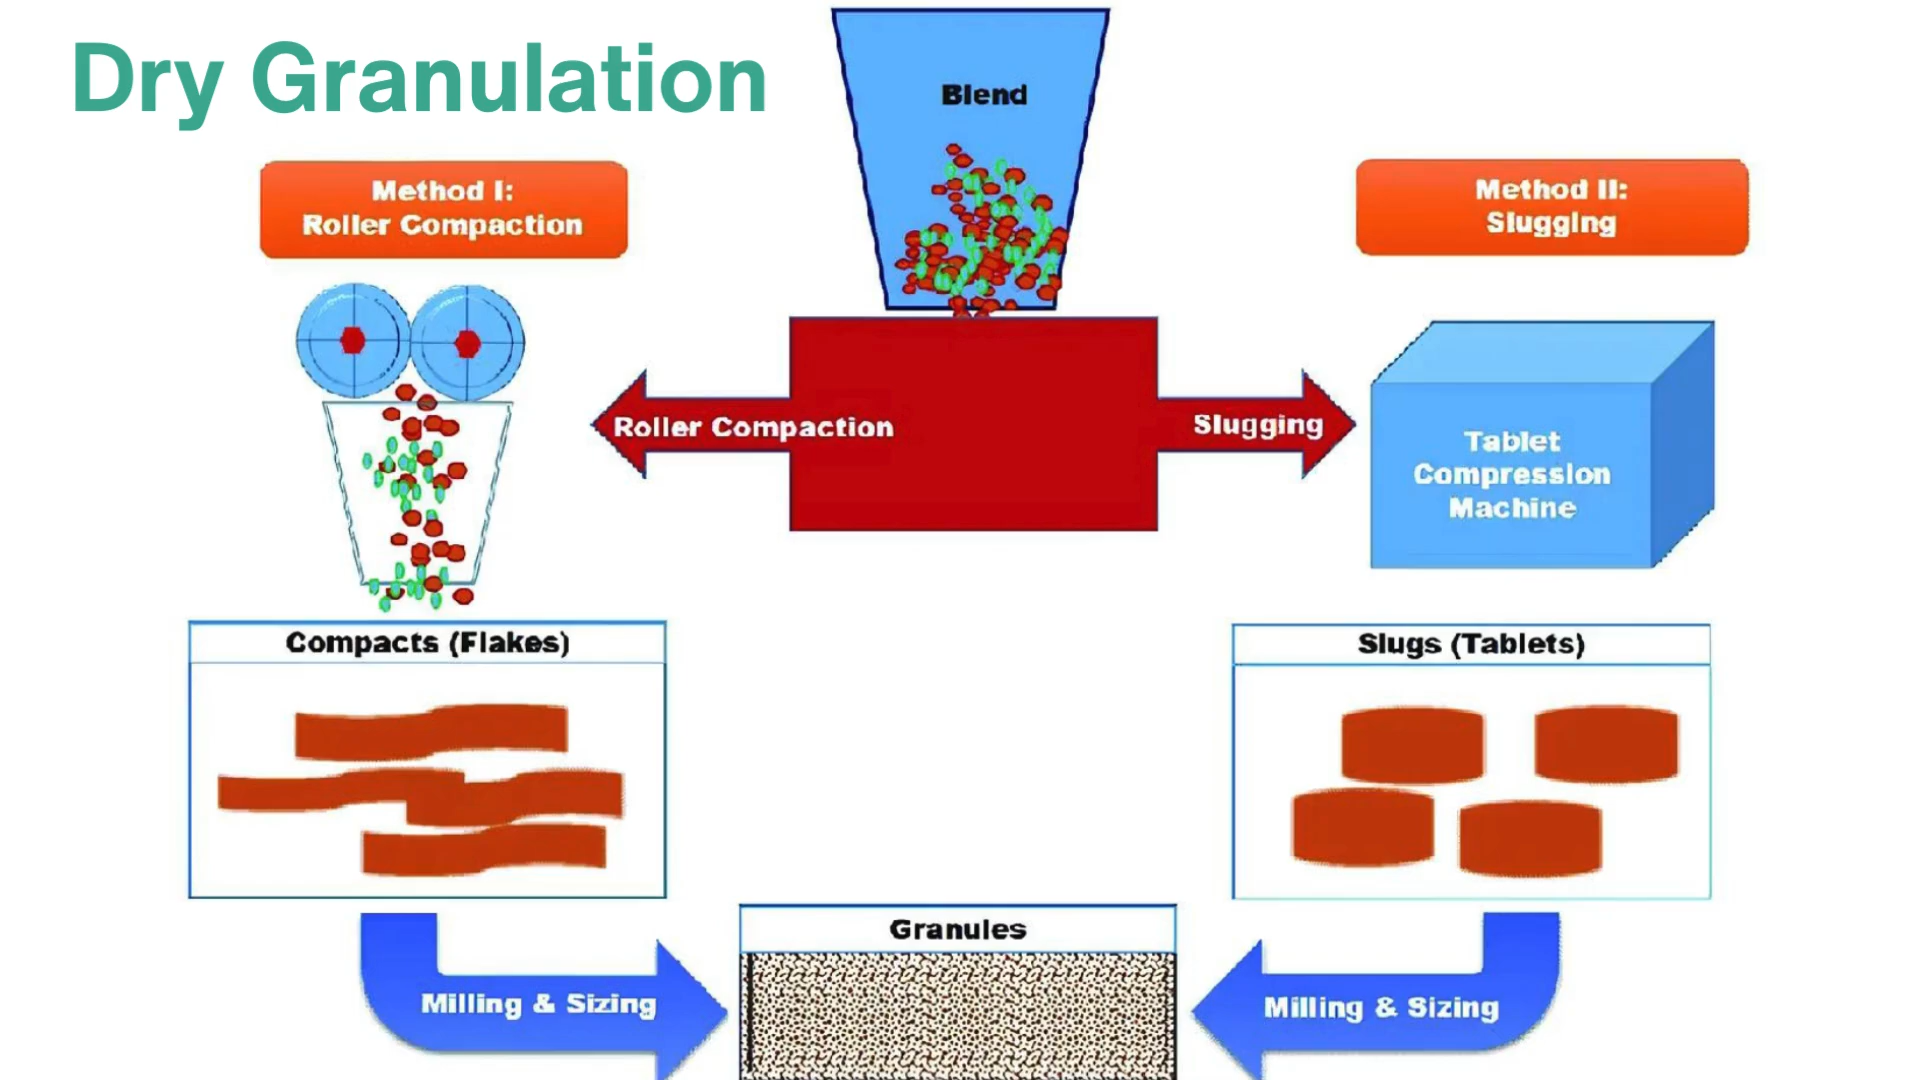 Dry Granulation
Blend
Method I:
Roller Compaction
Method II:
Slugging
Roller Compaction
Slugging
Tablet
Compression
Machine
Compacts (Flakes)
Slugs (Tablets)
Granules
Milling & Sizing
Milling & Sizing